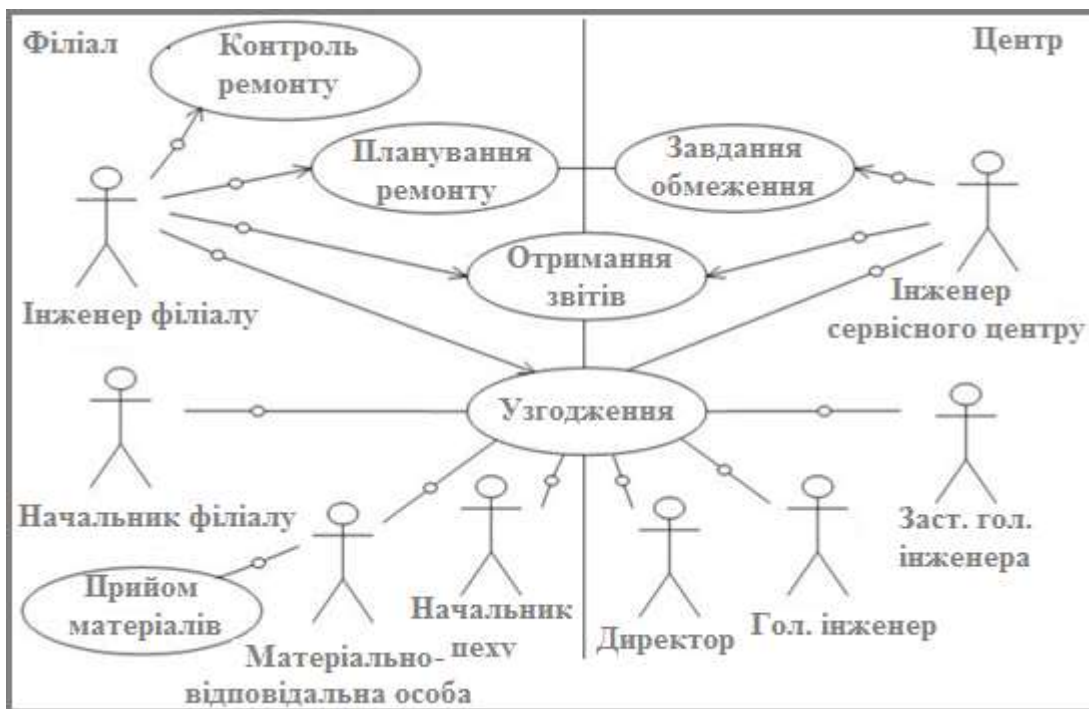 Філіал
Контроль
ремонту
Центр
Планування
ремонту
Завдання
обмеження
Отримання
звітів
Інженер філіалу
Інженер
сервісного центру
Узгодження
Начальник філіалу
Заст. гол.
інженера
Прийом
матеріалів
Начальник
цеху
Директор
Гол. інженер
Матеріально-
відповідальна особа